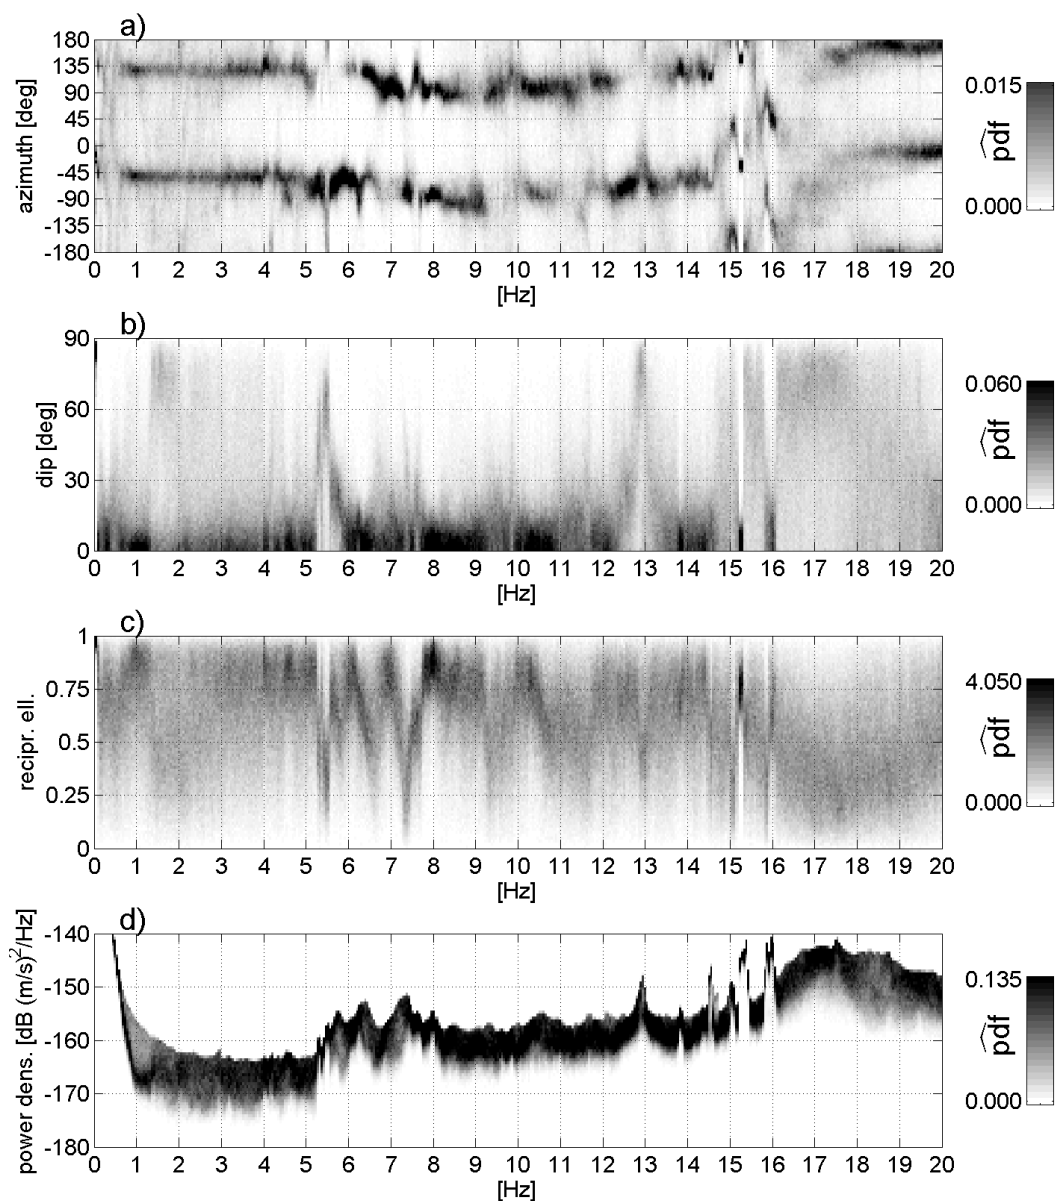 a)
180
135
90
45
0
-45
-90
-135
-180
azimuth [deg]
0 1 2 3 4 5 6 7 8 9 10 11 12 13 14 15 16 17 18 19 20
[Hz]
0.015
0.000
pdf
b)
90
60
30
0
dip [deg]
0 1 2 3 4 5 6 7 8 9 10 11 12 13 14 15 16 17 18 19 20
[Hz]
0.060
0.000
pdf
c)
1
0.75
0.5
0.25
0
recipr. ell.
0 1 2 3 4 5 6 7 8 9 10 11 12 13 14 15 16 17 18 19 20
[Hz]
4.050
0.000
pdf
d)
-140
-150
-160
-170
-180
power dens. [dB (m/s)²/Hz]
0 1 2 3 4 5 6 7 8 9 10 11 12 13 14 15 16 17 18 19 20
[Hz]
0.135
0.000
pdf